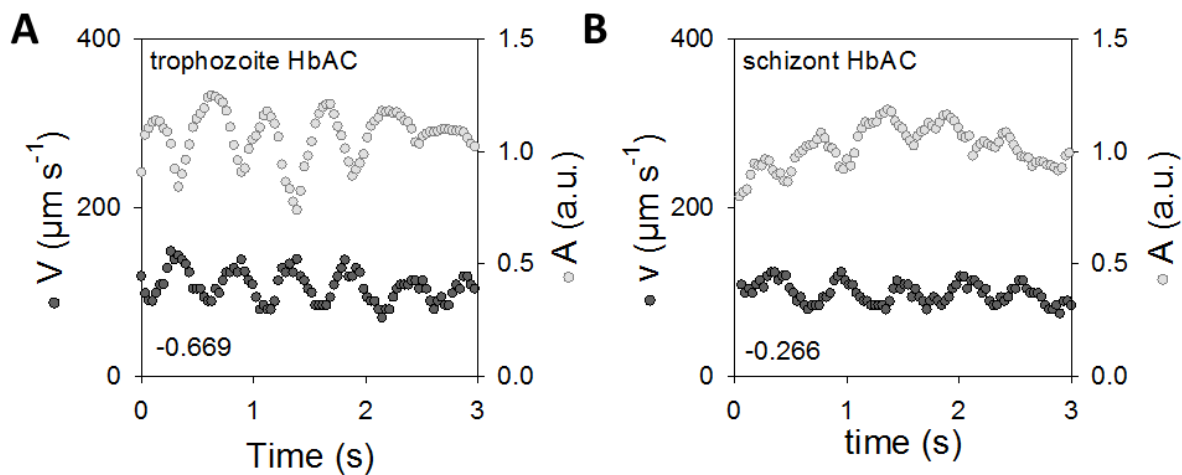 A
trophozoite HbAC
400
200
0
V (µm s⁻¹)
1.5
1.0
0.5
0.0
A (a.u.)
-0.669
0 1 2 3
Time (s)
B
schizont HbAC
400
200
0
v (µm s⁻¹)
1.5
1.0
0.5
0.0
A (a.u.)
-0.266
0 1 2 3
time (s)